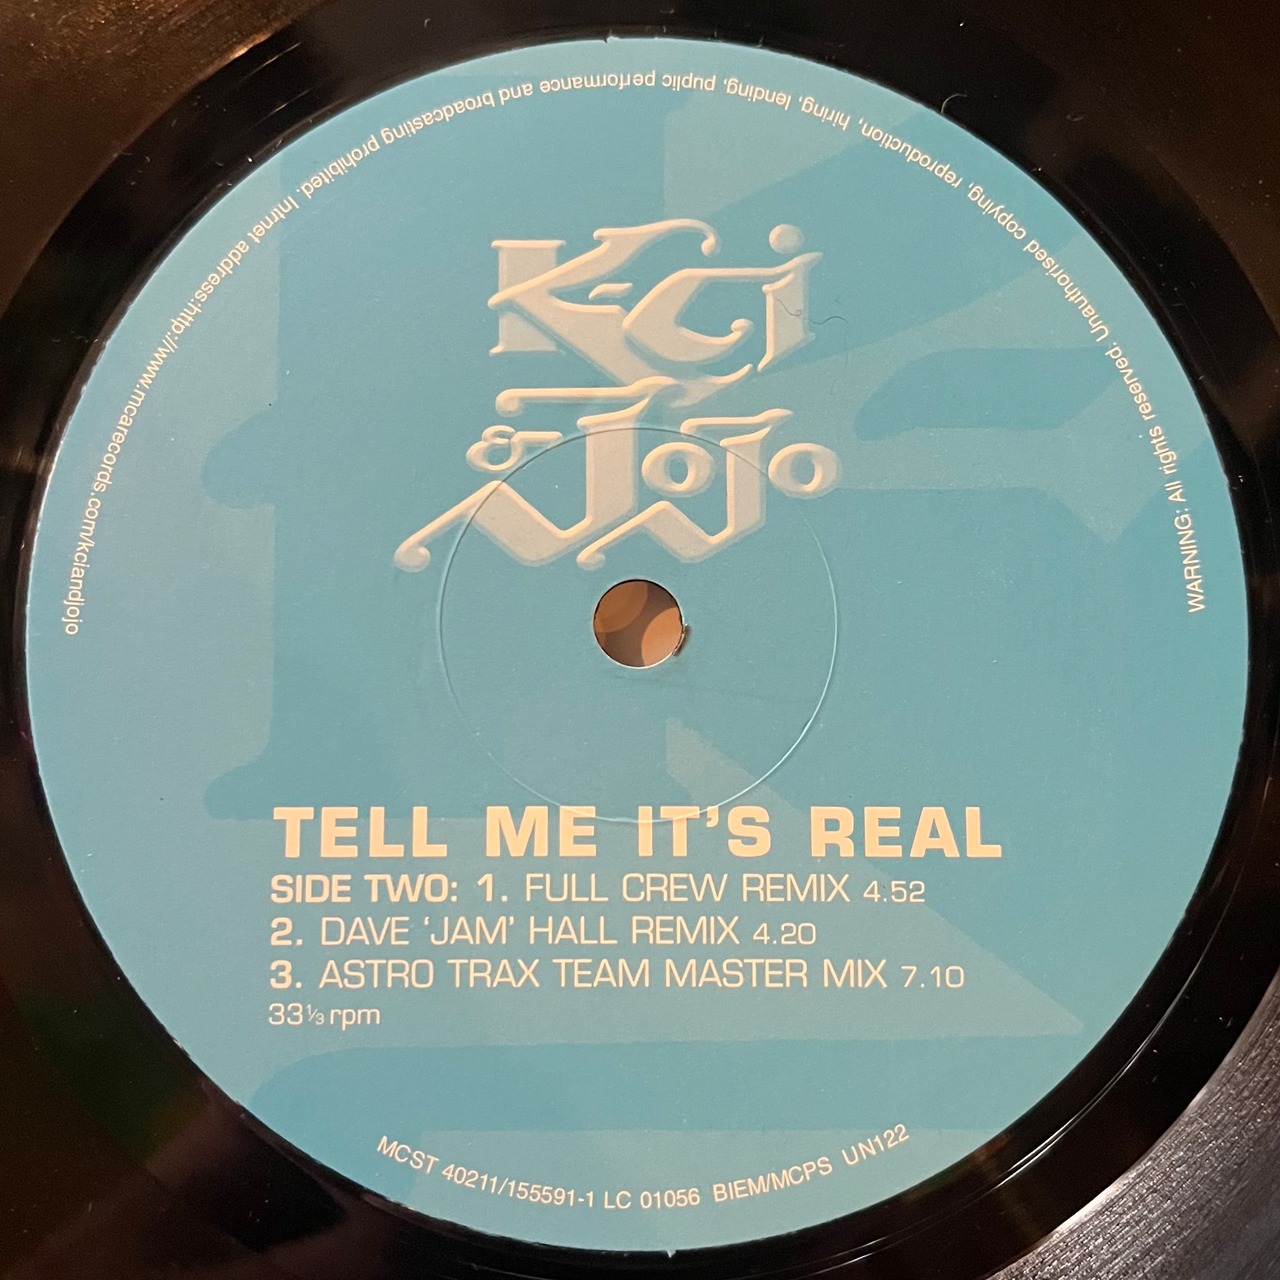 K-Ci
& JoJo
TELL ME IT'S REAL
SIDE TWO: 1. FULL CREW REMIX 4.52
2. DAVE 'JAM' HALL REMIX 4.20
3. ASTRO TRAX TEAM MASTER MIX 7.10
33⅓ rpm
MCST 40211/155591-1 LC 01056 BIEM/MCPS UN122
WARNING: All rights reserved. Unauthorised copying, reproduction, hiring, lending, puplic performance and broadcasting prohibited. Intrnet address:http://www.mcarecords.com/kciandjojo